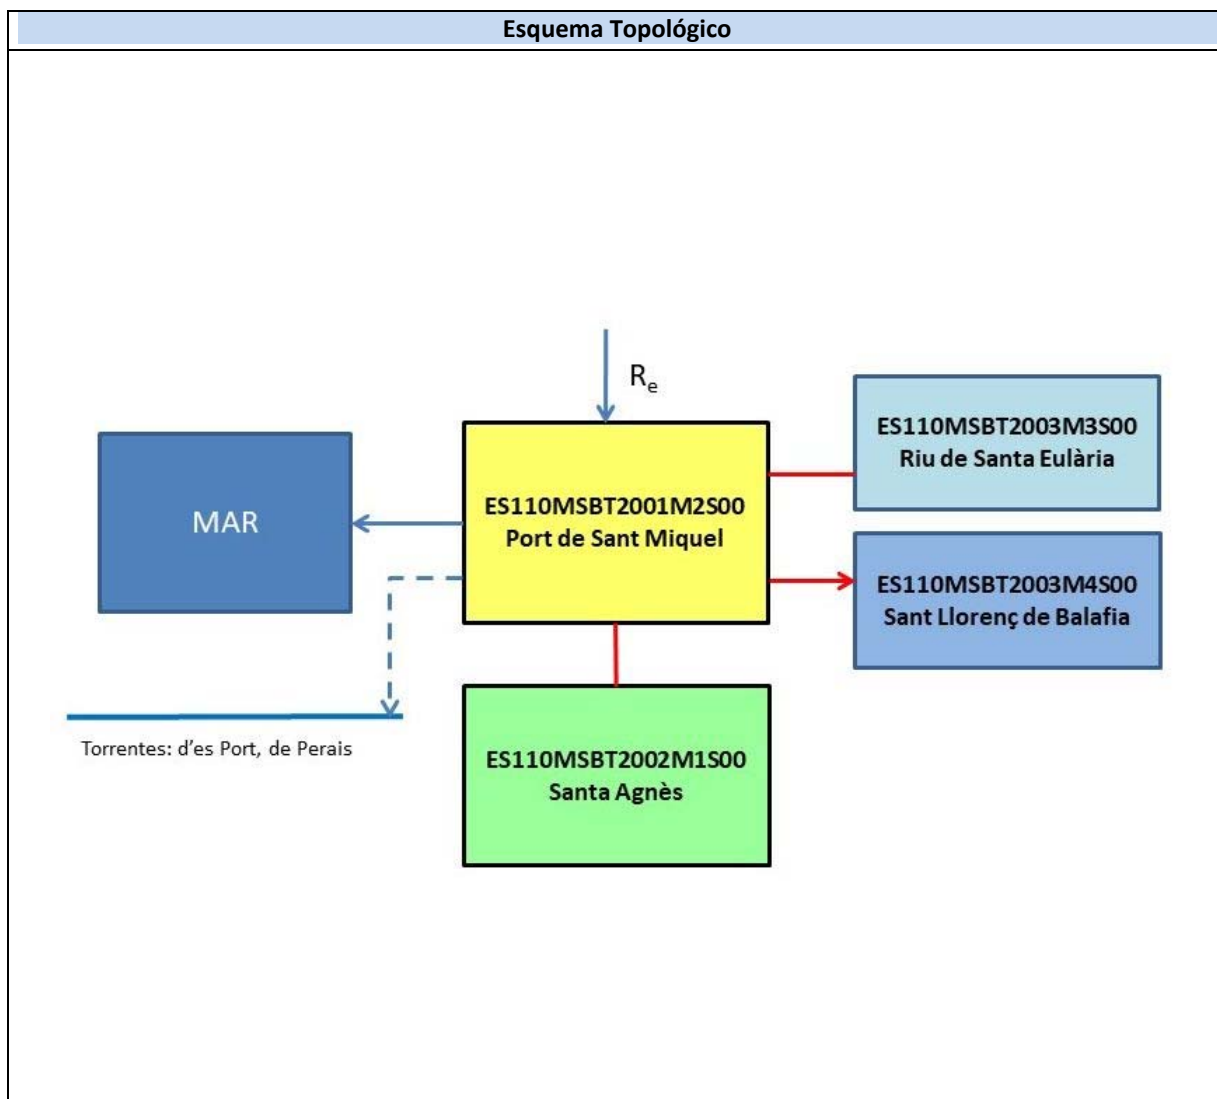 Esquema Topológico
Re
ES110MSBT2003M3S00
Riu de Santa Eulària
MAR
ES110MSBT2001M2S00
Port de Sant Miquel
ES110MSBT2003M4S00
Sant Llorenç de Balafia
Torrentes: d'es Port, de Perais
ES110MSBT2002M1S00
Santa Agnès